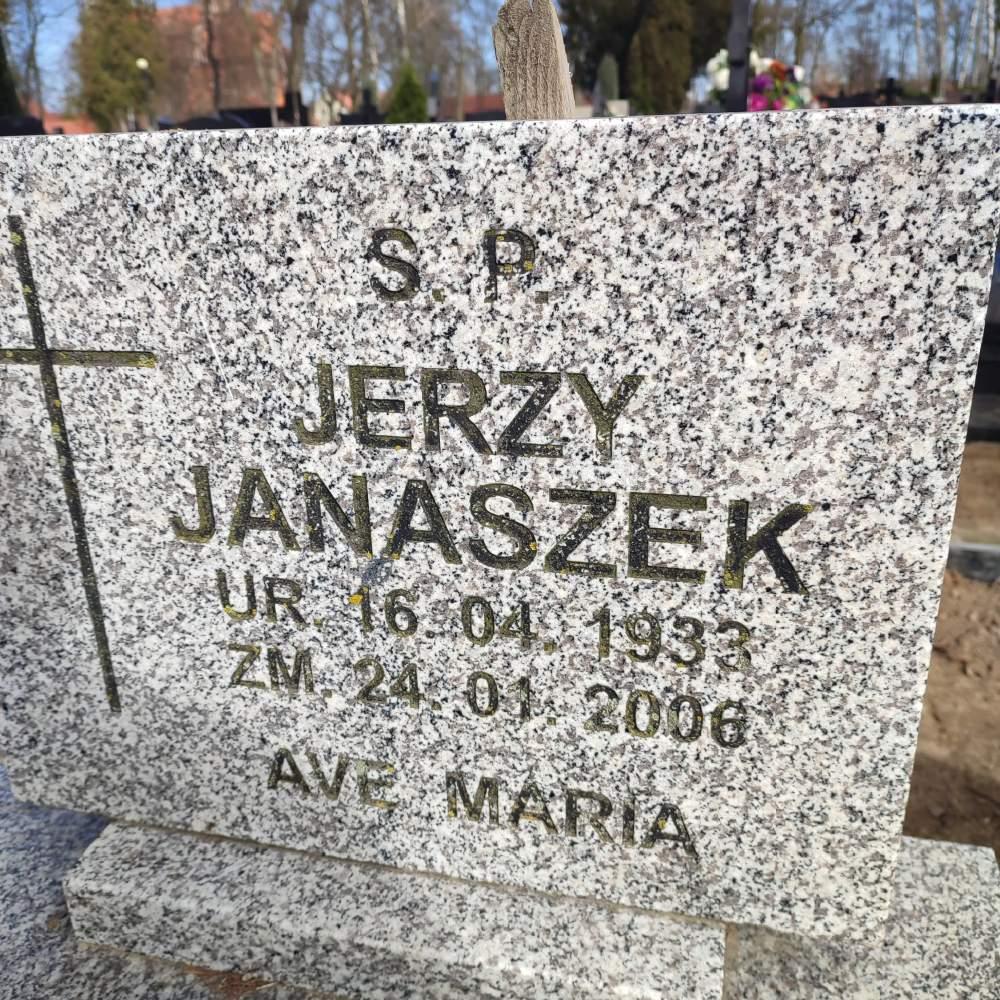 S. P.
JERZY
JANASZEK
UR. 16. 04. 1933
ZM. 24. 01. 2006
AVE MARIA